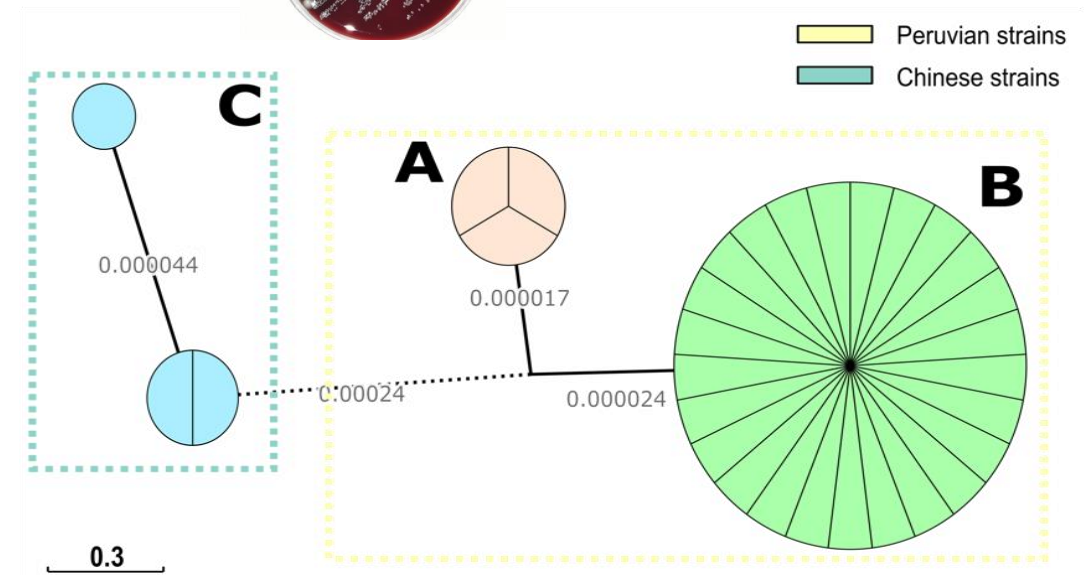 Peruvian strains
Chinese strains
C
A
B
0.000044
0.000017
0.00024
0.000024
0.3